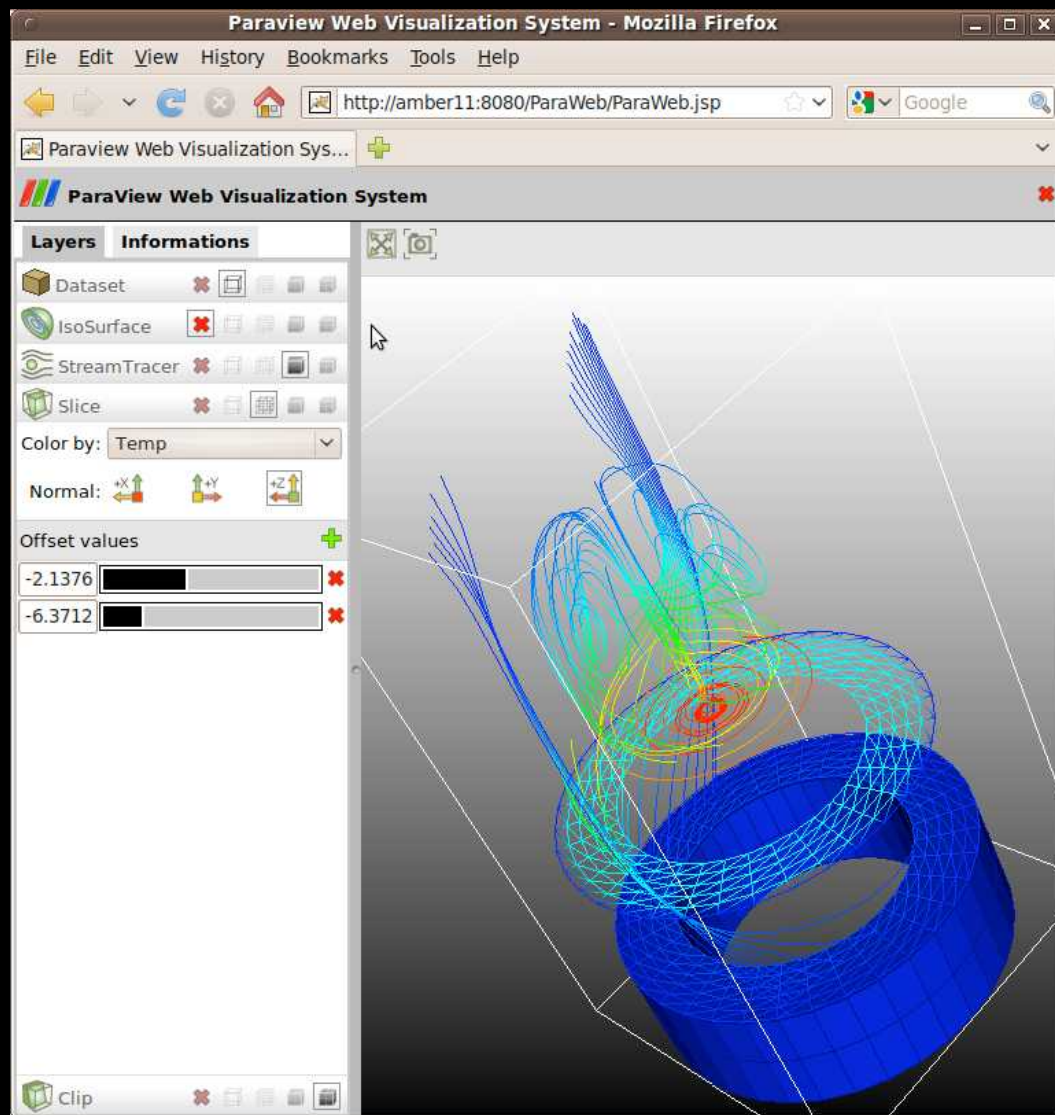 Paraview Web Visualization System - Mozilla Firefox
File Edit View History Bookmarks Tools Help
http://amber11:8080/ParaWeb/ParaWeb.jsp Google
Paraview Web Visualization Sys...
ParaView Web Visualization System
Layers Informations
Dataset
IsoSurface
StreamTracer
Slice
Color by: Temp
Normal: +X +Y +Z
Offset values
-2.1376
-6.3712
Clip